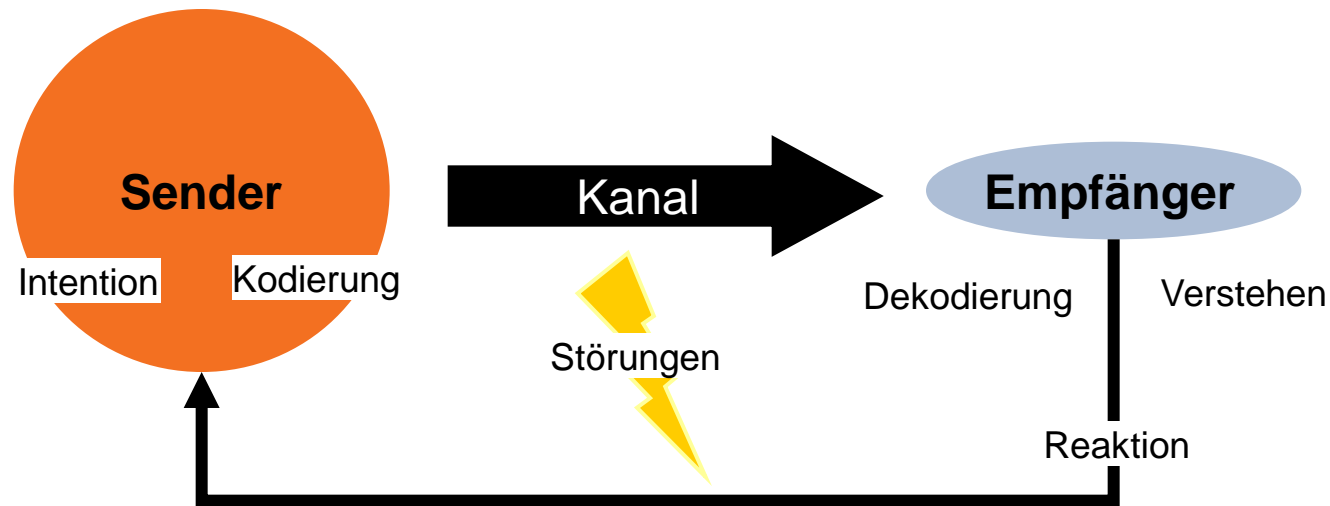 Sender
Kanal
Empfänger
Intention
Kodierung
Dekodierung
Verstehen
Störungen
Reaktion